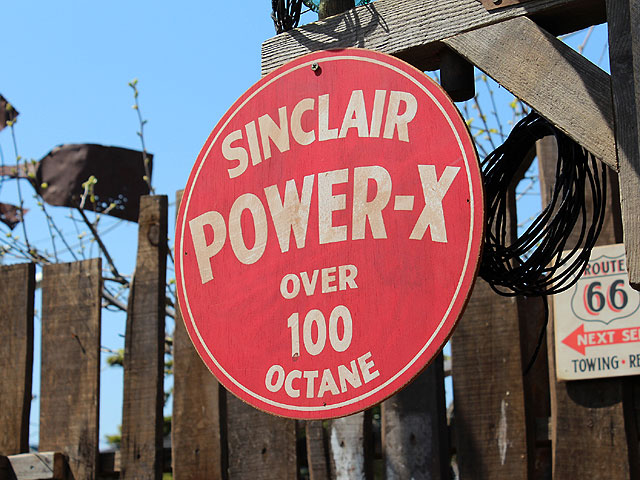 SINCLAIR
POWER-X
OVER
100
OCTANE
ROUTE
66
NEXT
TOWING •